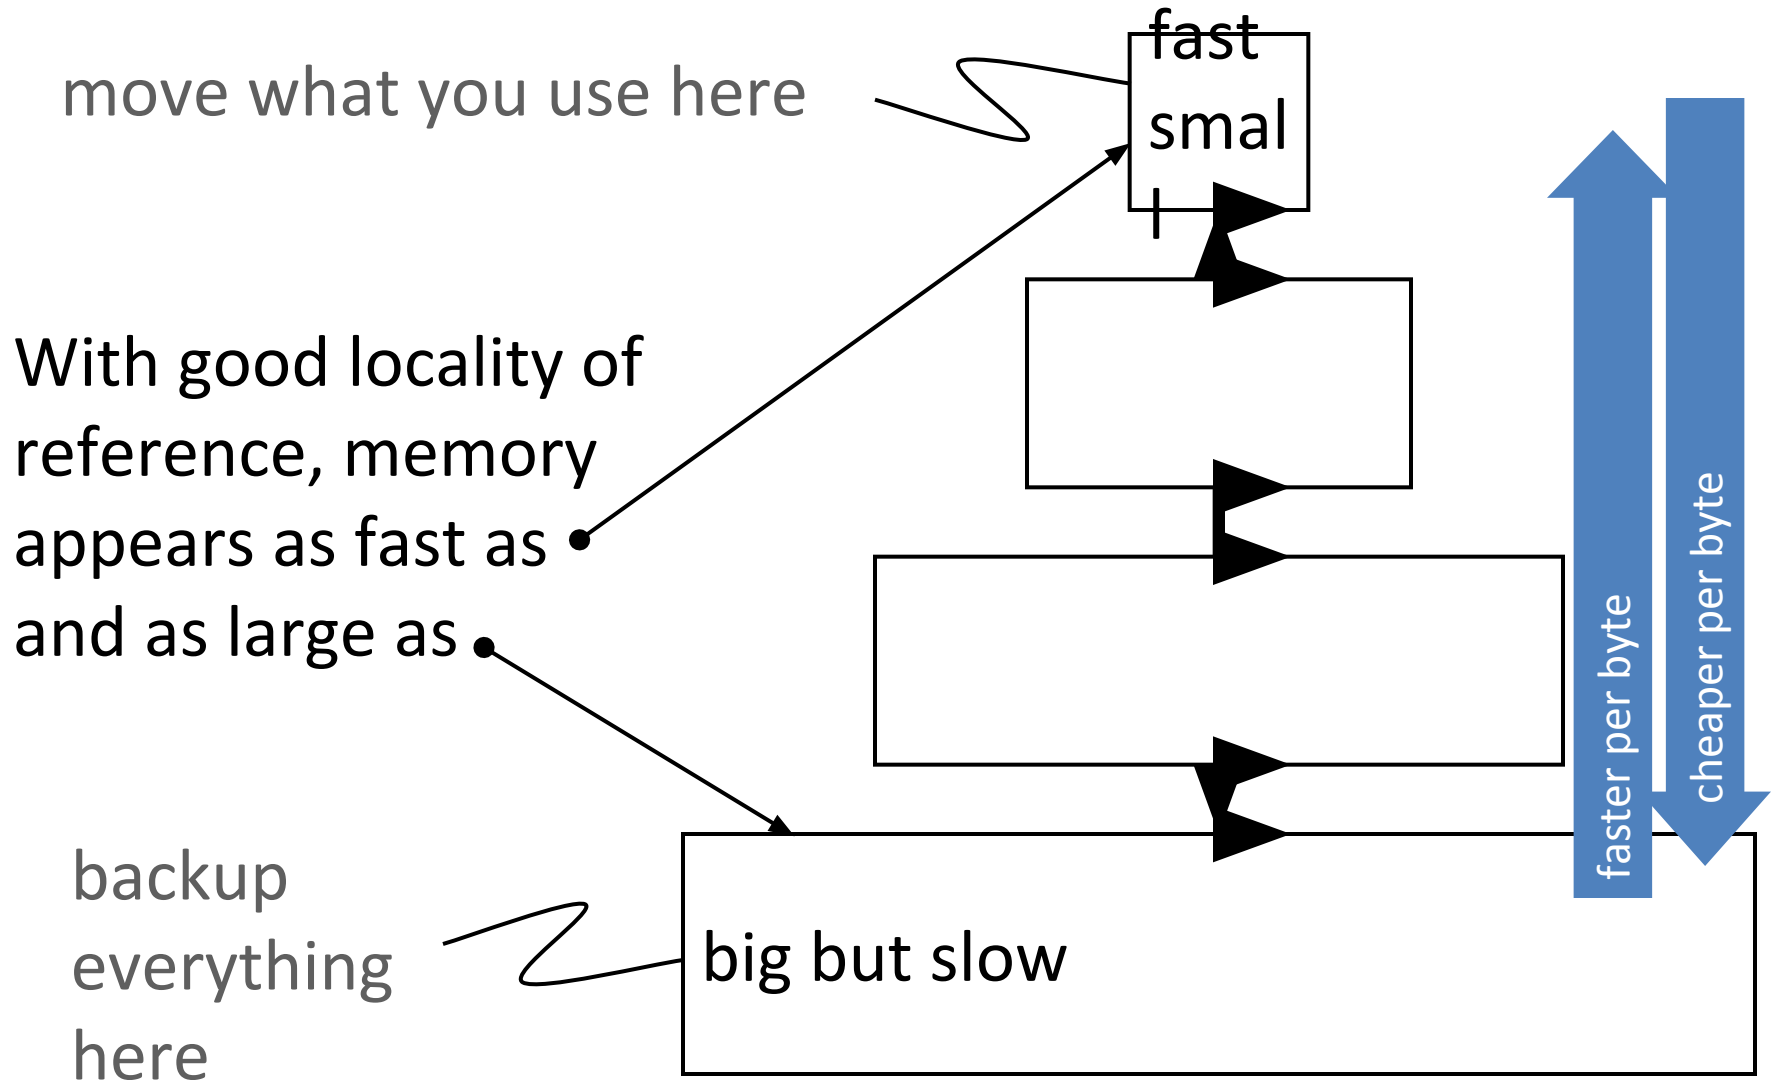 fast
smal
l
move what you use here
With good locality of
reference, memory
appears as fast as
and as large as
faster per byte
cheaper per byte
backup
everything
here
big but slow